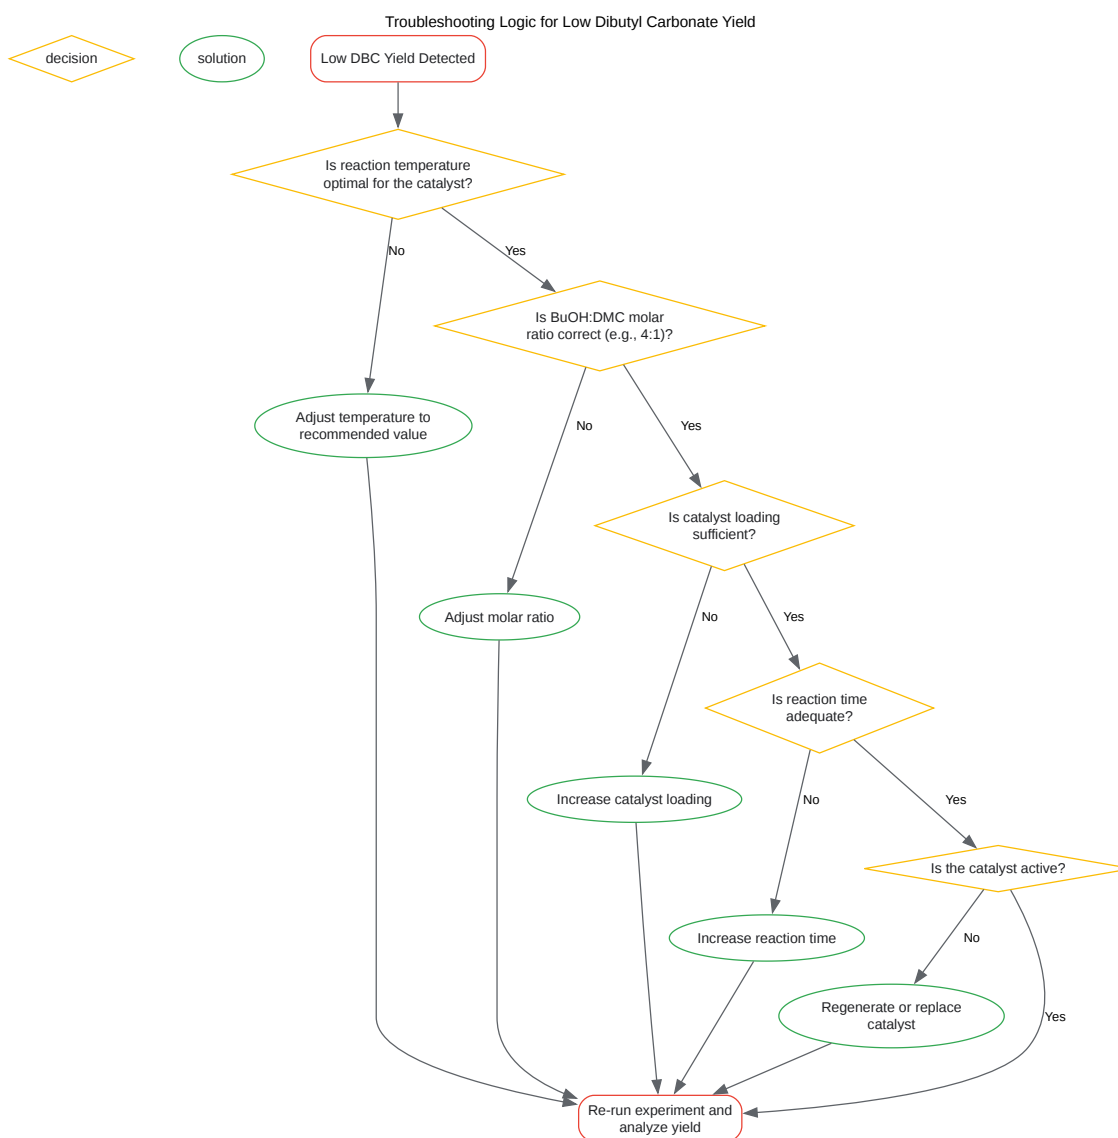 Troubleshooting Logic for Low Dibutyl Carbonate Yield
decision
solution
Low DBC Yield Detected
Is reaction temperature
optimal for the catalyst?
No
Yes
Is BuOH:DMC molar
ratio correct (e.g., 4:1)?
Adjust temperature to
recommended value
No
Yes
Is catalyst loading
sufficient?
Adjust molar ratio
No
Yes
Is reaction time
adequate?
Increase catalyst loading
No
Yes
Is the catalyst active?
Increase reaction time
No
Regenerate or replace
catalyst
Yes
Re-run experiment and
analyze yield